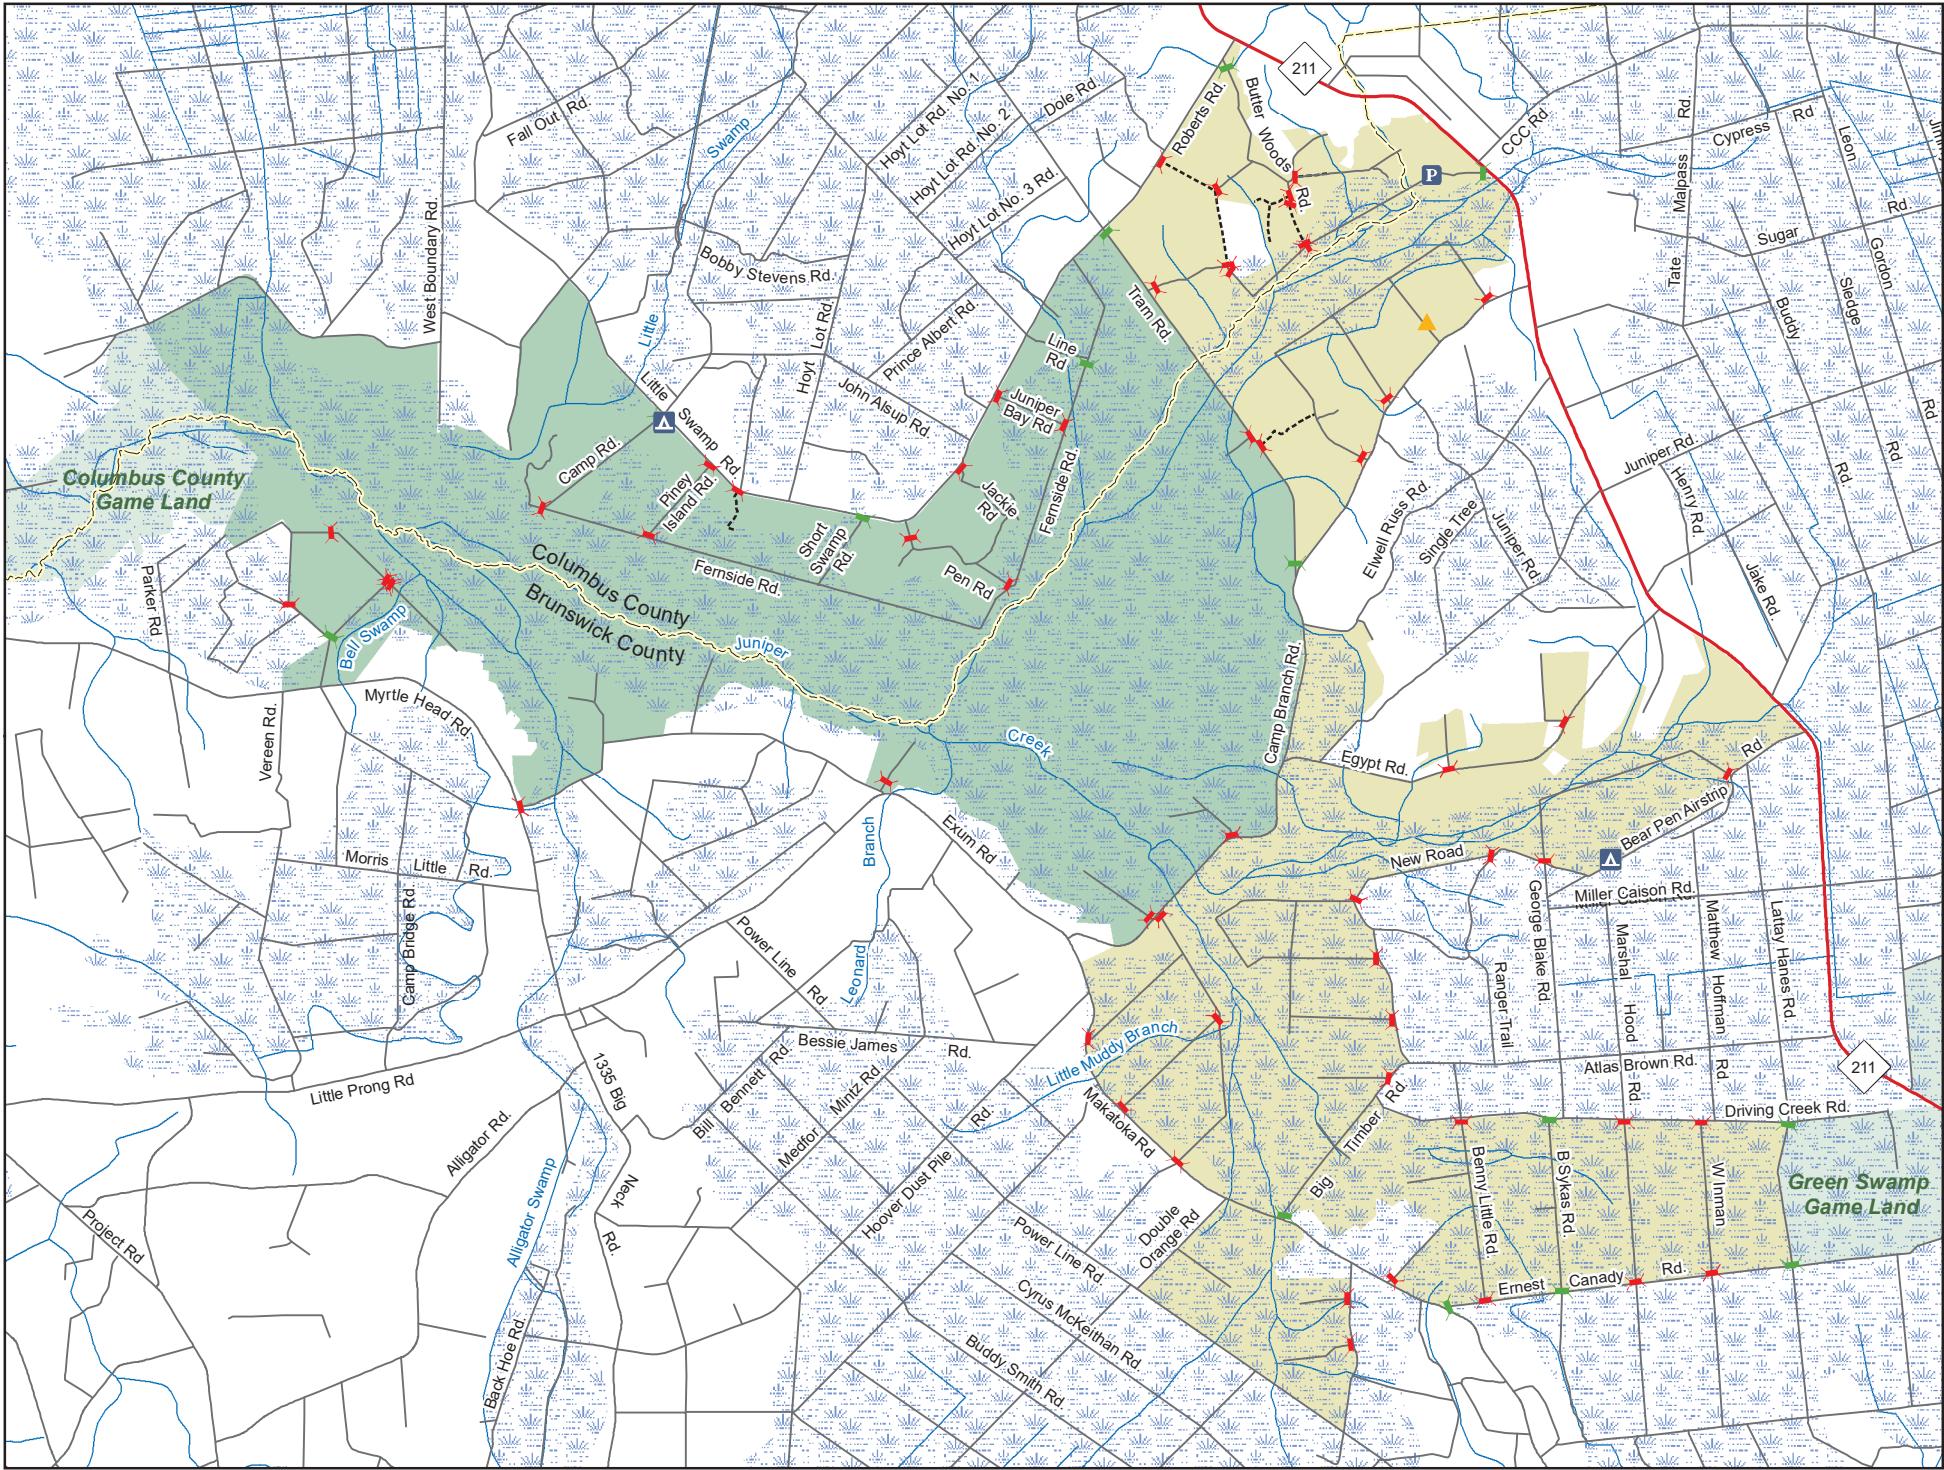 211
Fall Out Rd.
Swamp
Hoyt Lot Rd. No. 1
Hoyt Lot Rd. No. 2
Dole Rd.
Hoyt Lot No. 3 Rd.
Roberts Rd.
Butter Woods Rd.
P
CCC Rd
Cypress Rd
Leon
Tate Malpass Rd
Sugar Rd.
Gordon
Buddy
Sledge
Rd
Rd
Rd
West Boundary Rd.
Bobby Stevens Rd.
Little
Hoyt Lot Rd.
Prince Albert Rd.
John Alsup Rd.
Tram Rd.
Line
Rd
Juniper
Bay Rd
Little Swamp Rd.
Camp Rd.
Piney
Island Rd.
Jackie
Rd
Fernside Rd.
Short
Swamp
Rd.
Fernside Rd.
Pen Rd
Columbus County
Game Land
Columbus County
Brunswick County
Juniper
Creek
Elwell Russ Rd.
Single Tree
Juniper Rd.
Juniper Rd.
Henry Rd.
Jake Rd
Parker Rd
Bell Swamp
Myrtle Head Rd.
Vereen Rd.
Camp Branch Rd.
Egypt Rd.
Bear Pen Airstrip Rd
New Road
Exum Rd
Branch
Leonard
Morris Little Rd.
Camp Bridge Rd.
Power Line Rd.
Miller Caison Rd.
George Blake Rd.
Ranger Trail
Marshal Hood Rd
Matthew Hoffman Rd.
Lattay Hanes Rd.
Little Prong Rd
1335 Big Neck Rd
Bessie James Rd.
Bill Bennett Rd.
Medfor Mintz Rd.
Hoover Dust Pile Rd.
Little Muddy Branch
Makatoka Rd
Big Timber Rd.
Atlas Brown Rd.
Driving Creek Rd.
211
Alligator Rd.
Alligator Swamp
Project Rd
Benny Little Rd.
B Sykas Rd.
W Inman
Green Swamp
Game Land
Double
Orange Rd
Power Line Rd.
Cyrus McKeithan Rd.
Buddy Smith Rd.
Ernest Canady Rd.
Back Hoe Rd.